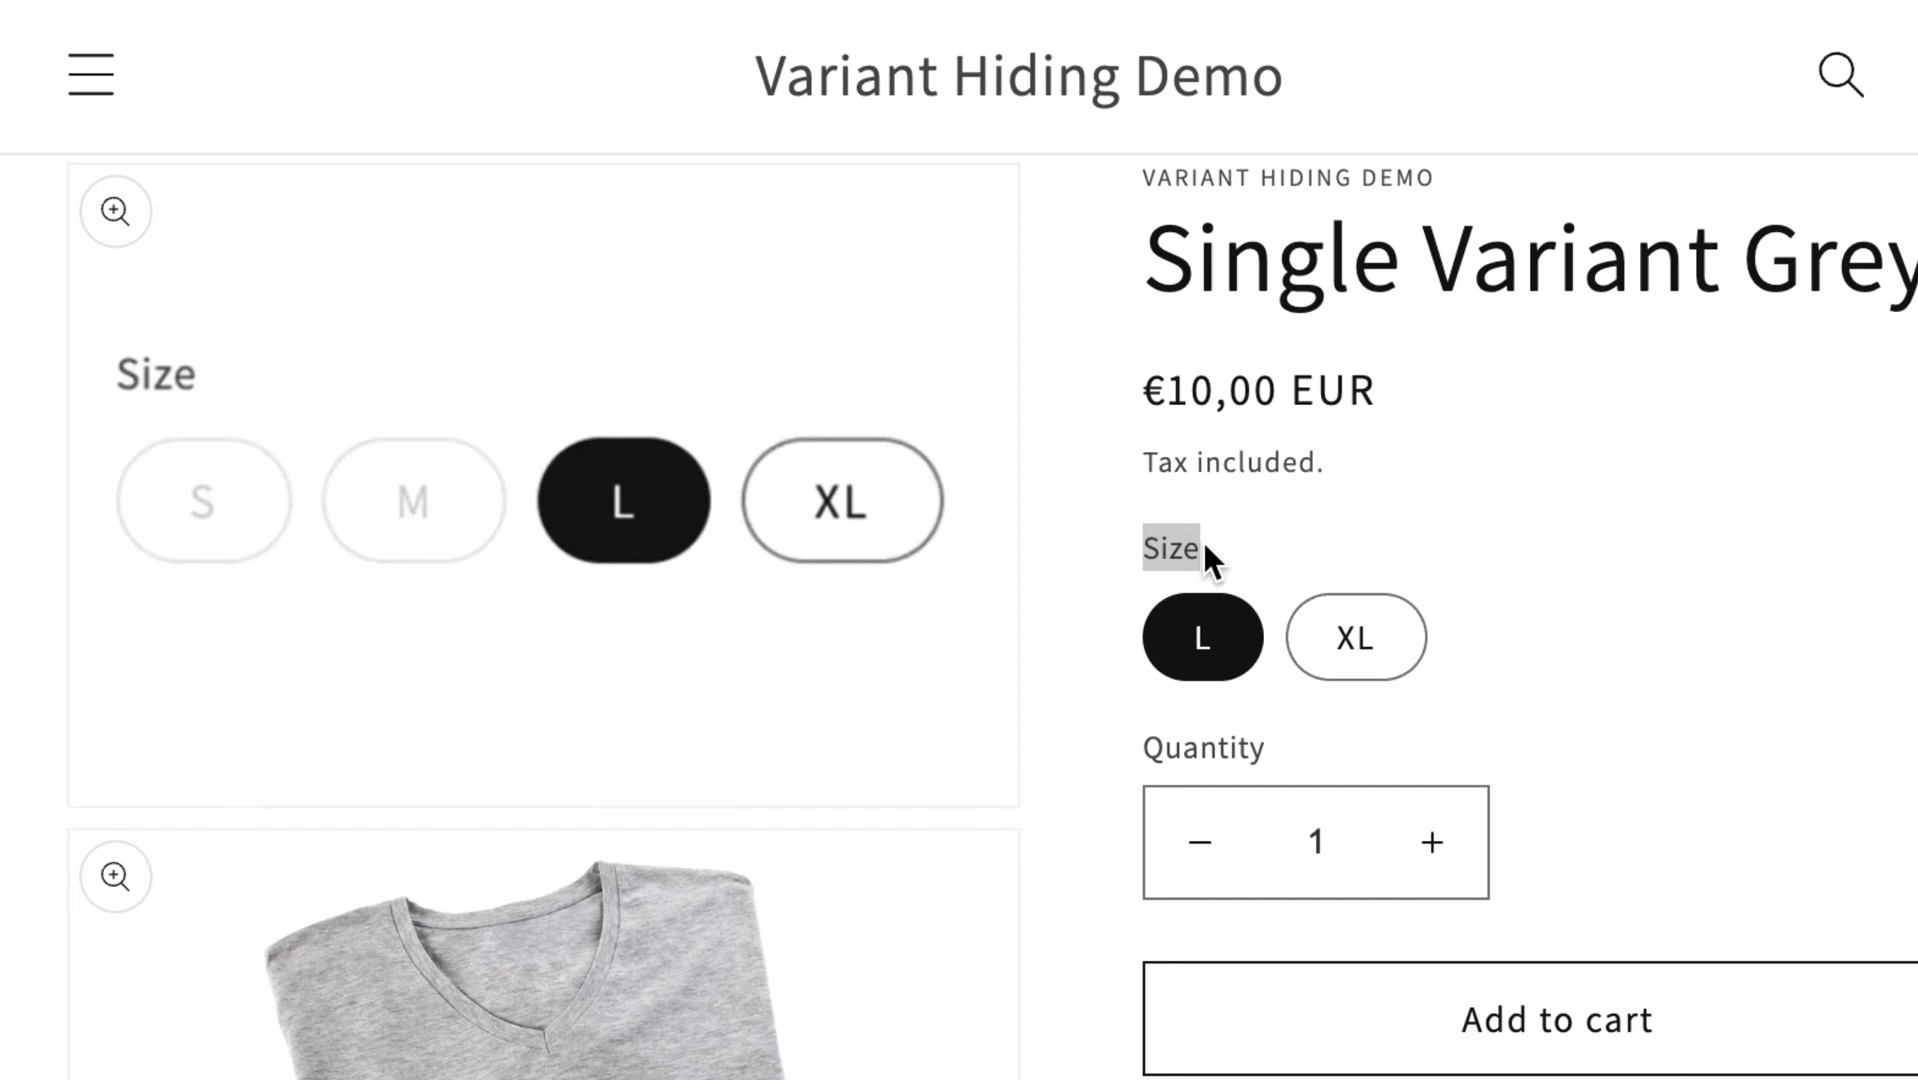 Variant Hiding Demo
Size
S M L XL
VARIANT HIDING DEMO
Single Variant Grey
€10,00 EUR
Tax included.
Size
L XL
Quantity
− 1 +
Add to cart